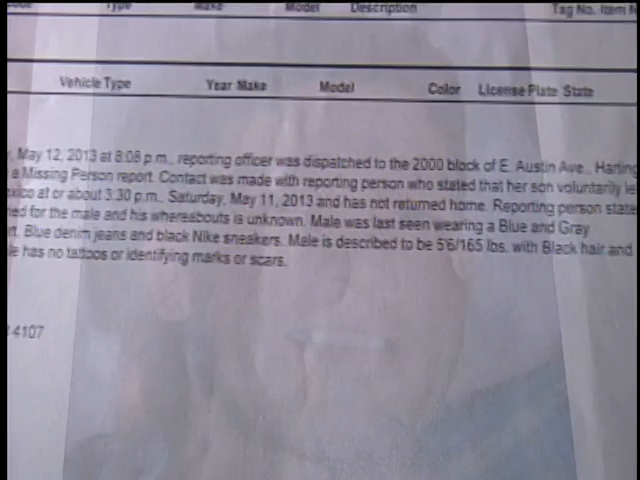 Type Make Model Description Tag No. Item
Vehicle Type Year Make Model Color License Plate State
May 12, 2013 at 8:08 p.m., reporting officer was dispatched to the 2000 block of E. Austin Ave., Harling
a Missing Person report. Contact was made with reporting person who stated that her son voluntarily le
xico at or about 3:30 p.m., Saturday, May 11, 2013 and has not returned home. Reporting person state
ed for the male and his whereabouts is unknown. Male was last seen wearing a Blue and Gray
rt. Blue denim jeans and black Nike sneakers. Male is described to be 5'6/165 lbs. with Black hair and
le has no tattoos or identifying marks or scars.
4107